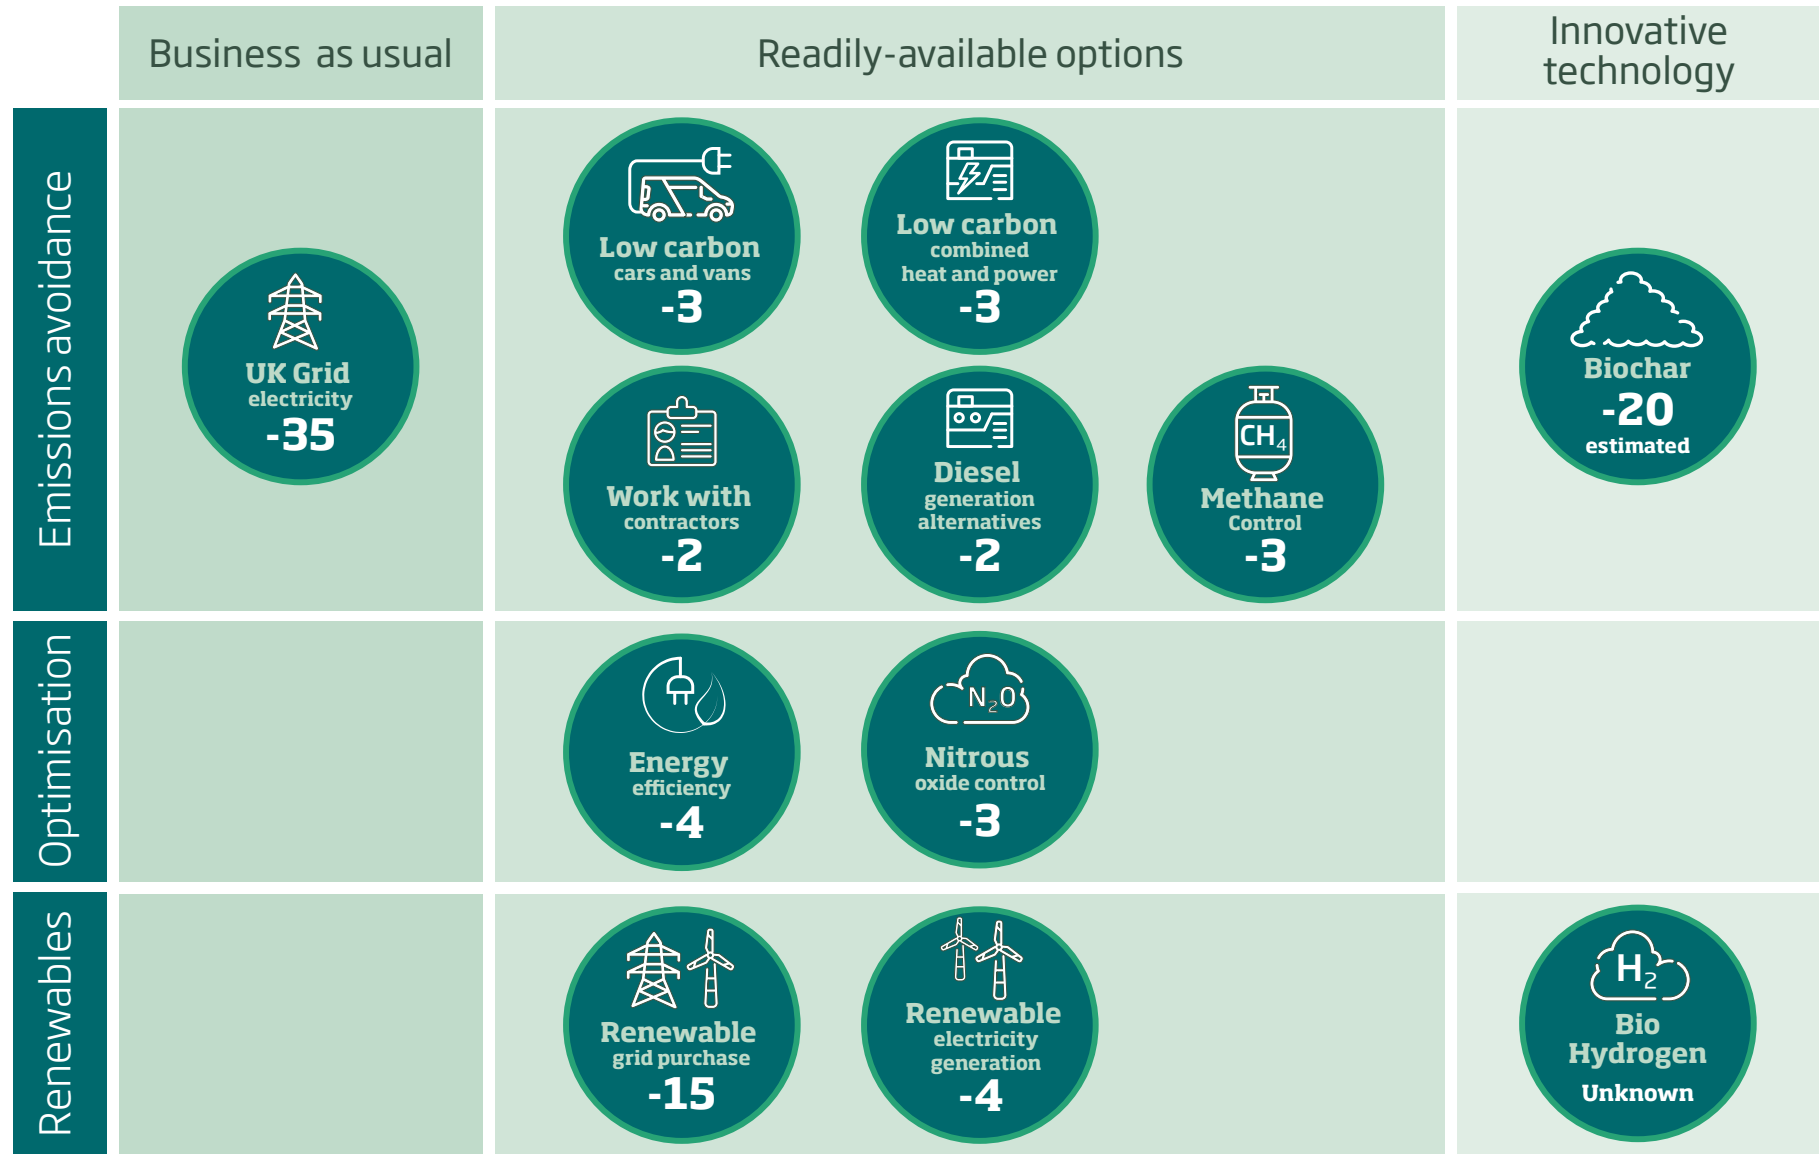 Business as usual
Readily-available options
Innovative
technology
Emissions avoidance
UK Grid
electricity
-35
Low carbon
cars and vans
-3
Low carbon
combined
heat and power
-3
Work with
contractors
-2
Diesel
generation
alternatives
-2
CH₄
Methane
Control
-3
Biochar
-20
estimated
Optimisation
Energy
efficiency
-4
N₂O
Nitrous
oxide control
-3
Renewables
Renewable
grid purchase
-15
Renewable
electricity
generation
-4
H₂
Bio
Hydrogen
Unknown